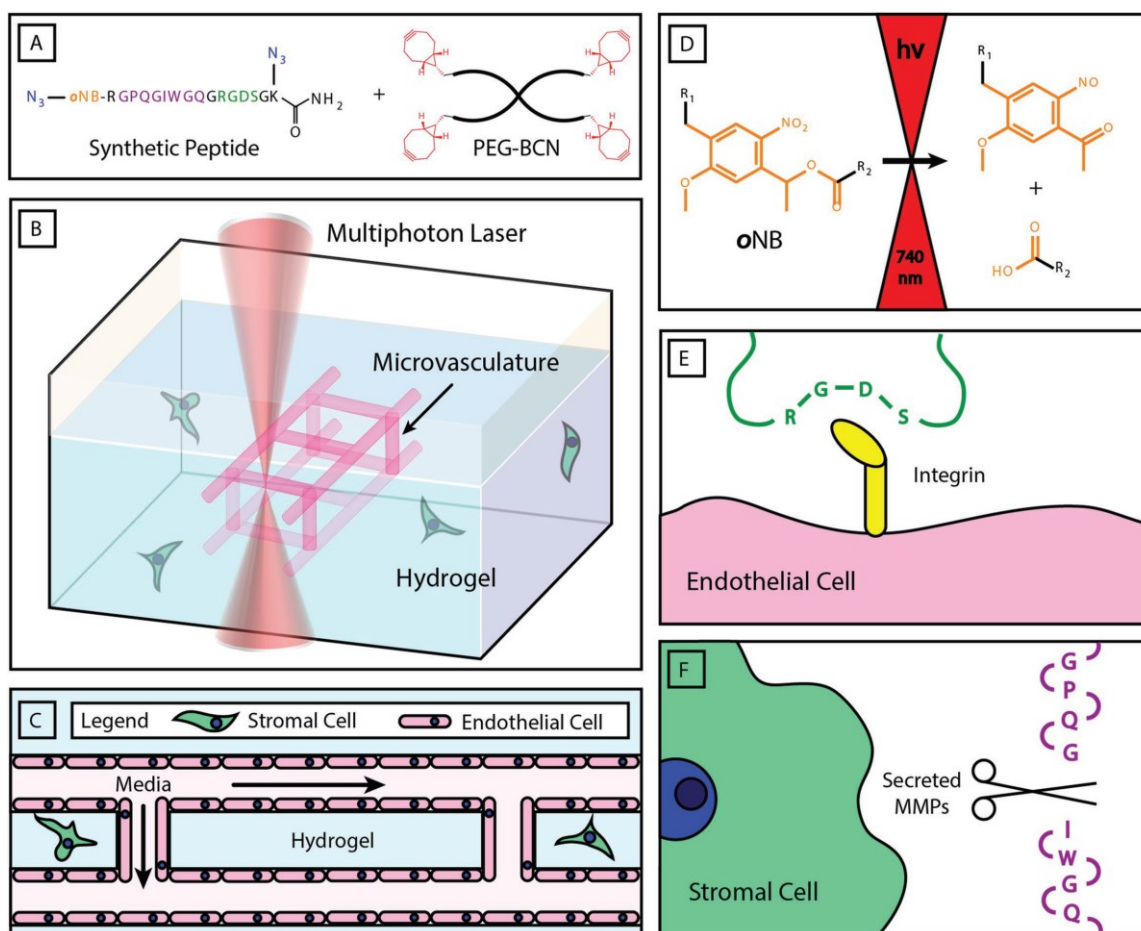 A
N₃
N₃—oNB-RGPQGIWGQGRGDSGK
NH₂
O
+
H
H
H
H
H
H
H
H
Synthetic Peptide
PEG-BCN
B
Multiphoton Laser
Microvasculature
Hydrogel
C
Legend
Stromal Cell
Endothelial Cell
Media
Hydrogel
D
hv
R₁
NO₂
O
O
R₂
O
oNB
740
nm
R₁
NO
O
O
+
O
HO
R₂
E
R G D S
Integrin
Endothelial Cell
F
G
P
Q
G
Secreted
MMPs
I
W
G
Q
Stromal Cell